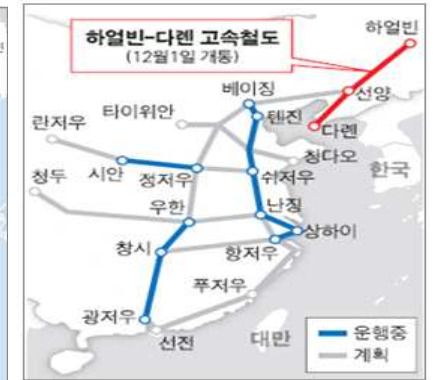 하얼빈-다롄 고속철도
(12월1일 개통)
하얼빈
베이징
선양
톈진
타이위안
다롄
란저우
칭다오
한국
청두
시안
정저우
쉬저우
우한
난징
상하이
창시
항저우
푸저우
광저우
선전
대만
운행중
계획